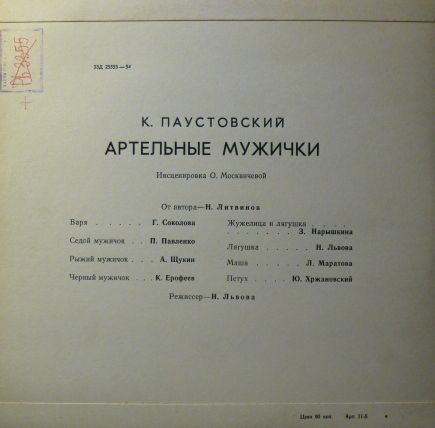 33Д 25555—56
К. ПАУСТОВСКИЙ
АРТЕЛЬНЫЕ МУЖИЧКИ
Инсценировка О. Москвичевой
От автора—Н. Литвинов
Варя . . . . . . Г. Соколова
Седой мужичок . . П. Павленко
Рыжий мужичок . . . А. Щукин
Черный мужичок . . . К. Ерофеев
Жужелица и лягушка . . . .
. . . . . . . . З. Нарышкина
Лягушка . . . . . Н. Львова
Маша . . . . . Л. Маратова
Петух . . . . Ю. Хржановский
Режиссер—Н. Львова
Цена 60 коп. Арт. 11-5